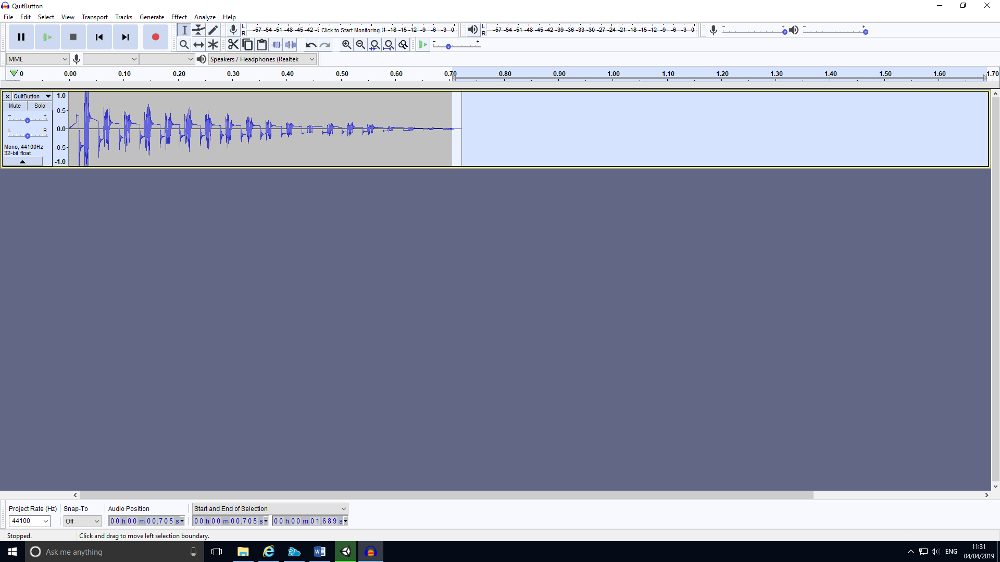 QuitButton
File Edit Select View Transport Tracks Generate Effect Analyze Help
L -57 -54 -51 -48 -45 -42 Click to Start Monitoring -18 -15 -12 -9 -6 -3 0
R
L -57 -54 -51 -48 -45 -42 -39 -36 -33 -30 -27 -24 -21 -18 -15 -12 -9 -6 -3 0
R
- + - +
- +
MME Speakers / Headphones (Realtek
0 0.00 0.10 0.20 0.30 0.40 0.50 0.60 0.70 0.80 0.90 1.00 1.10 1.20 1.30 1.40 1.50 1.60 1.70
QuitButton 1.0
Mute Solo
- + 0.5
L R 0.0
Mono, 44100Hz -0.5
32-bit float
-1.0
Project Rate (Hz) Snap-To Audio Position Start and End of Selection
44100 Off 00 h 00 m 00.705 s 00 h 00 m 00.705 s 00 h 00 m 01.689 s
Stopped. Click and drag to move left selection boundary.
Ask me anything ENG 11:31
04/04/2019